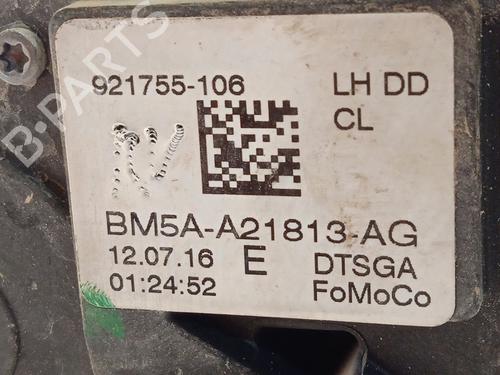 B-PARTS
921755-106 LH DD
CL
BM5A-A21813-AG
12.07.16 E DTSGA
01:24:52 FoMoCo